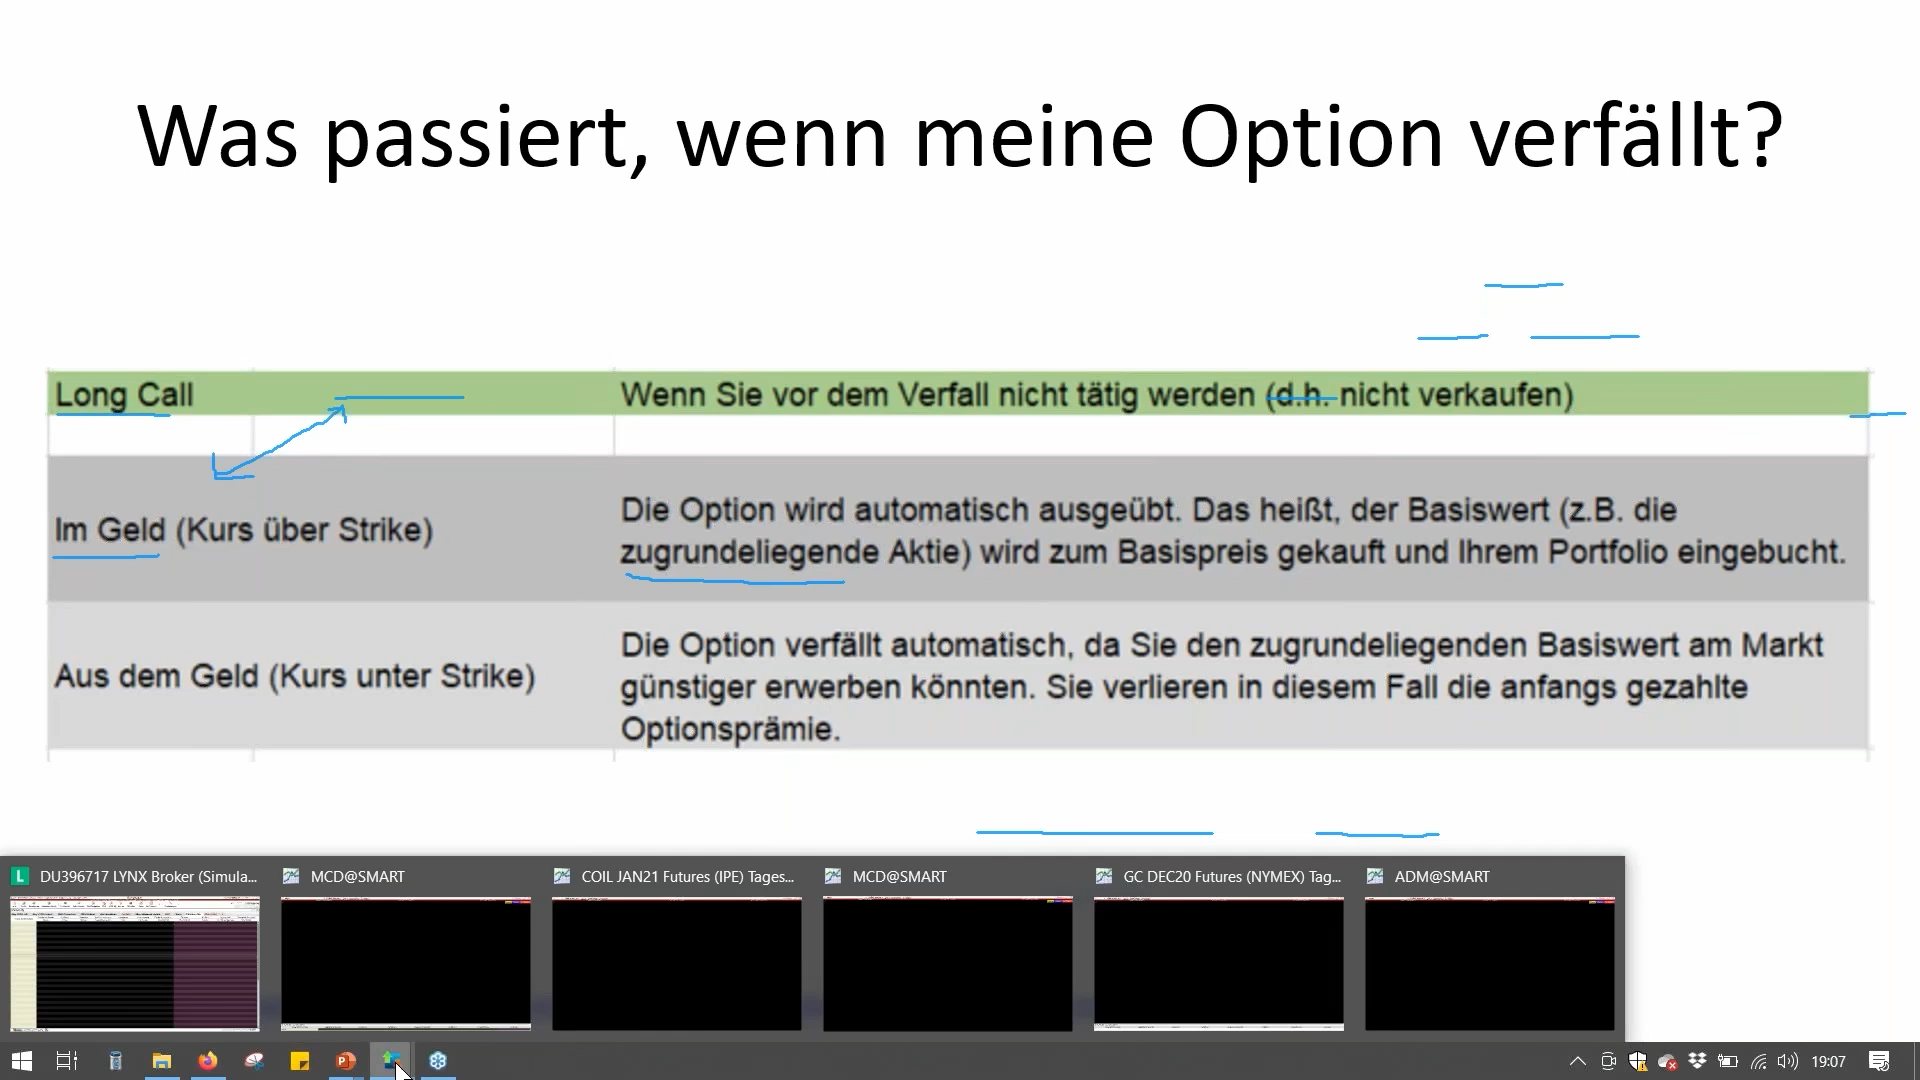 Was passiert, wenn meine Option verfällt?
Long Call
Wenn Sie vor dem Verfall nicht tätig werden (d.h. nicht verkaufen)
Im Geld (Kurs über Strike)
Die Option wird automatisch ausgeübt. Das heißt, der Basiswert (z.B. die
zugrundeliegende Aktie) wird zum Basispreis gekauft und Ihrem Portfolio eingebucht.
Aus dem Geld (Kurs unter Strike)
Die Option verfällt automatisch, da Sie den zugrundeliegenden Basiswert am Markt
günstiger erwerben könnten. Sie verlieren in diesem Fall die anfangs gezahlte
Optionsprämie.
L DU396717 LYNX Broker (Simula...
MCD@SMART
COIL JAN21 Futures (IPE) Tages...
MCD@SMART
GC DEC20 Futures (NYMEX) Tag...
ADM@SMART
19:07